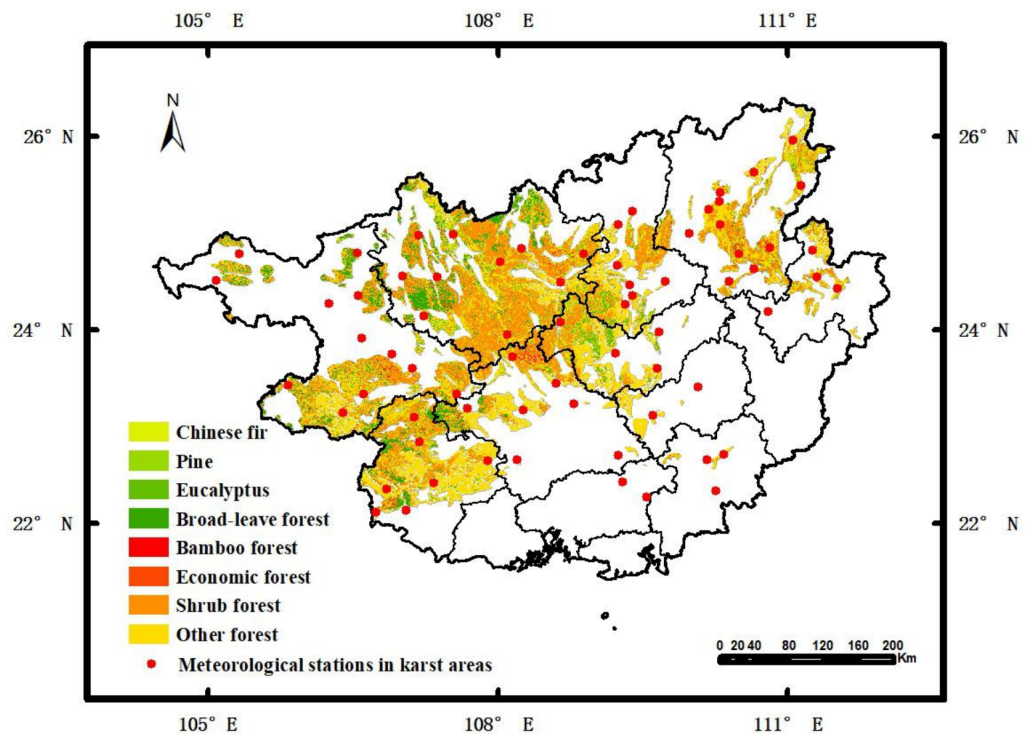 105° E 108° E 111° E
N
26° N 26° N
24° N 24° N
Chinese fir
Pine
Eucalyptus
Broad-leave forest
22° N 22° N
Bamboo forest
Economic forest
Shrub forest
Other forest
0 20 40 80 120 160 200
Km
Meteorological stations in karst areas
105° E 108° E 111° E